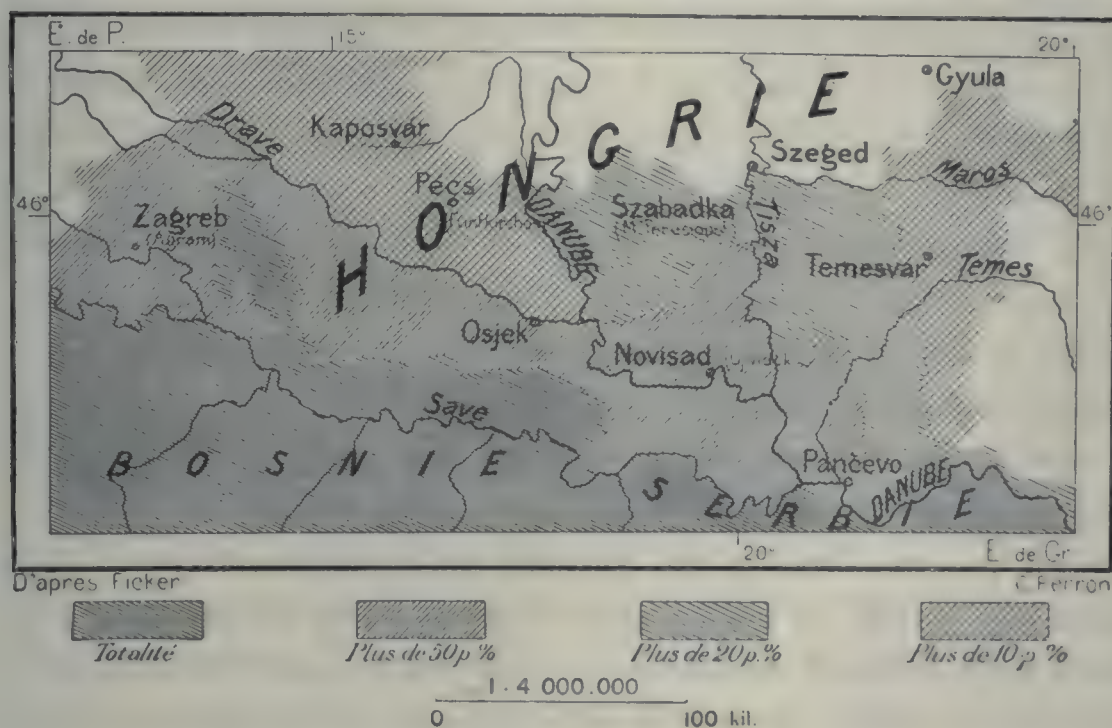 E. de P.
15°
20°
Gyula
HONGRIE
Drave
Kaposvár
Szeged
Maros
Pécs
46°
46°
Zagreb
(Agram)
DANUBE
Szabadka
Tisza
Temesvár
Temes
Osjek
Novisad
Save
BOSNIE
SERBIE
Pančevo
DANUBE
20°
E. de Gr.
D'apres Ficker
C. Perron
Totalité
Plus de 50 p %
Plus de 20 p. %
Plus de 10 p %
1 · 4 000.000
0 100 kil.